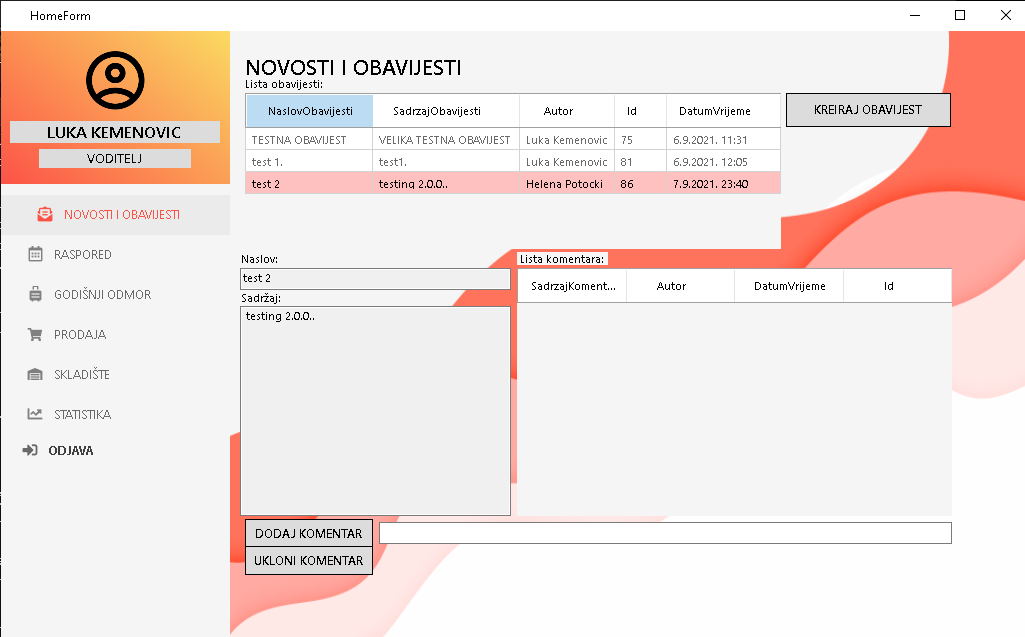 HomeForm
LUKA KEMENOVIC
VODITELJ
NOVOSTI I OBAVIJESTI
RASPORED
GODIŠNJI ODMOR
PRODAJA
SKLADIŠTE
STATISTIKA
ODJAVA
NOVOSTI I OBAVIJESTI
Lista obavijesti:
NaslovObavijesti SadrzajObavijesti Autor Id DatumVrijeme
TESTNA OBAVIJEST VELIKA TESTNA OBAVIJEST Luka Kemenovic 75 6.9.2021. 11:31
test 1. test1. Luka Kemenovic 81 6.9.2021. 12:05
test 2 testing 2.0.0.. Helena Potocki 86 7.9.2021. 23:40
KREIRAJ OBAVIJEST
Naslov:
test 2
Sadržaj:
testing 2.0.0..
Lista komentara:
SadrzajKoment... Autor DatumVrijeme Id
DODAJ KOMENTAR
UKLONI KOMENTAR